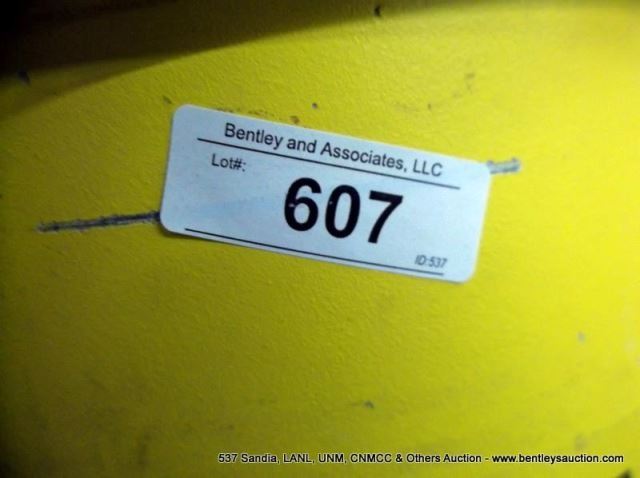 Bentley and Associates, LLC
Lot#:
607
ID:537
537 Sandia, LANL, UNM, CNMCC & Others Auction - www.bentleysauction.com